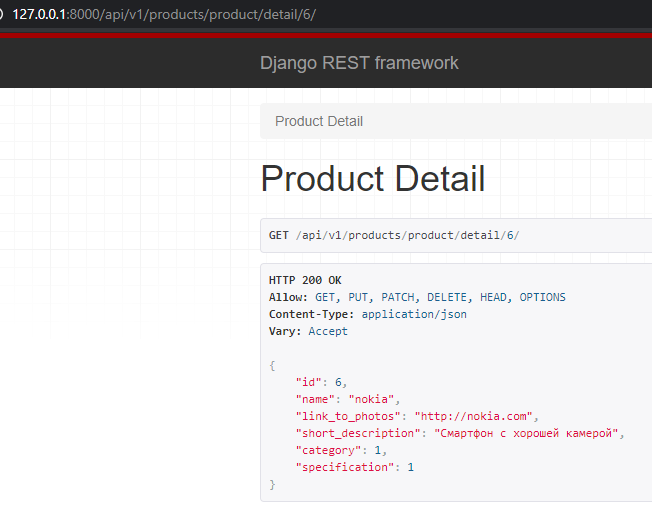 127.0.0.1:8000/api/v1/products/product/detail/6/
Django REST framework
Product Detail
Product Detail
GET /api/v1/products/product/detail/6/
HTTP 200 OK
Allow: GET, PUT, PATCH, DELETE, HEAD, OPTIONS
Content-Type: application/json
Vary: Accept
{
"id": 6,
"name": "nokia",
"link_to_photos": "http://nokia.com",
"short_description": "Смартфон с хорошей камерой",
"category": 1,
"specification": 1
}